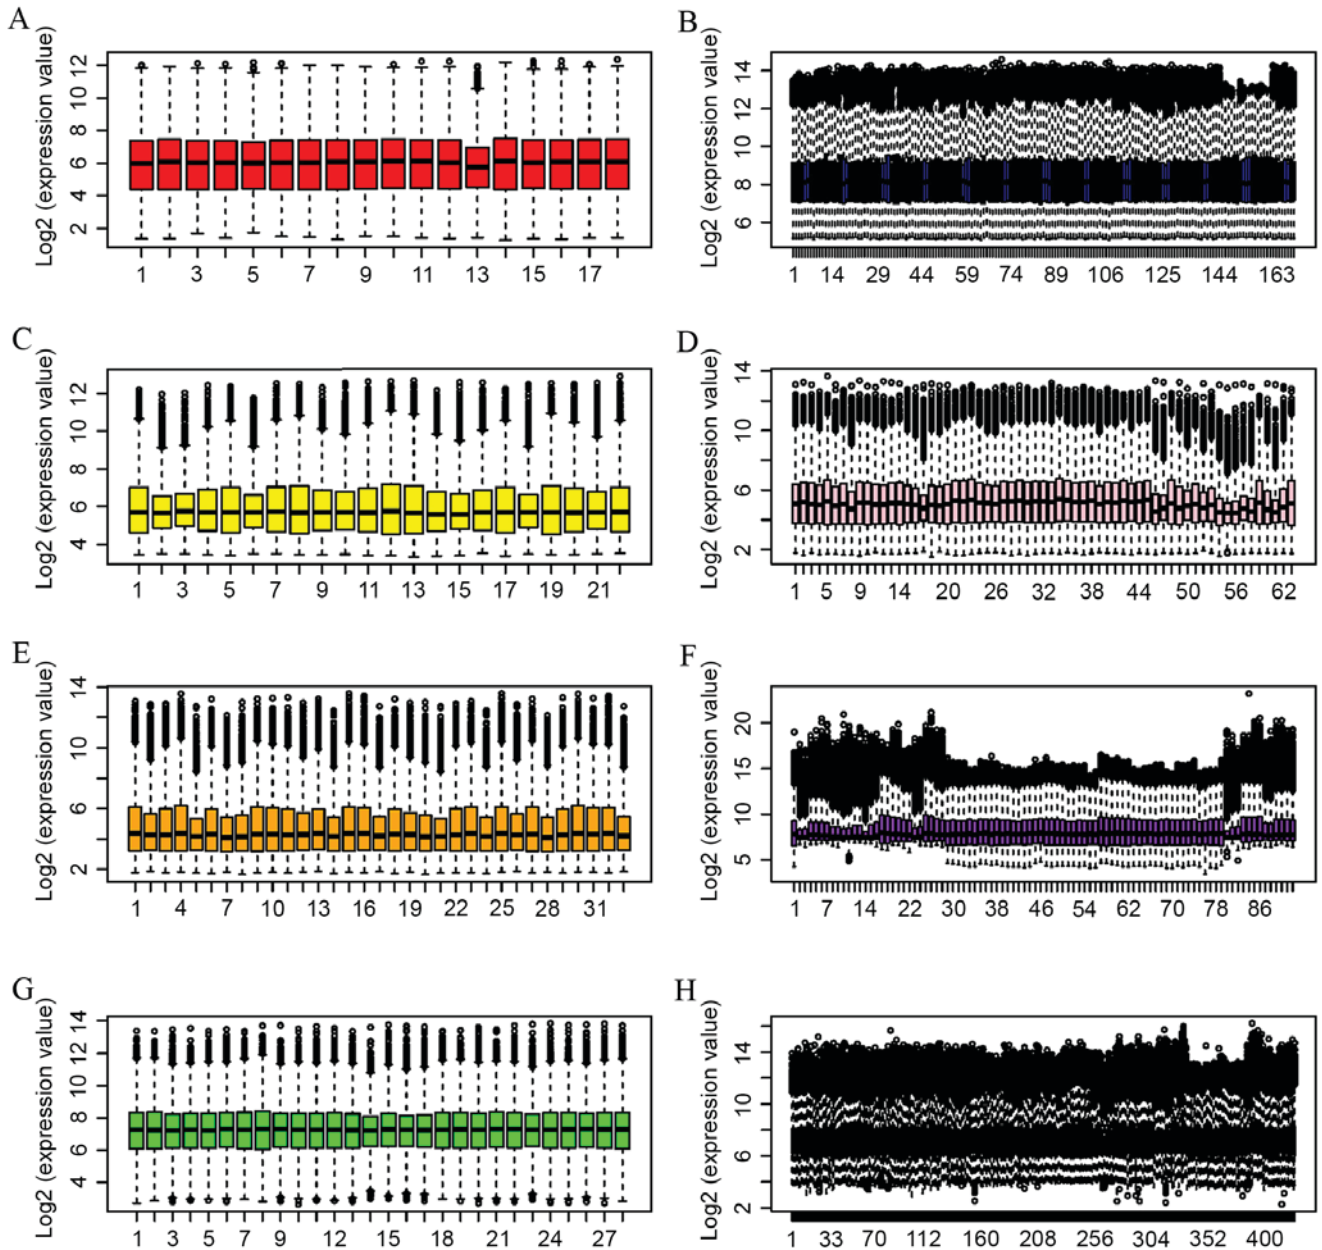 A
Log2 (expression value)
12
10
8
6
4
2
1 3 5 7 9 11 13 15 17
B
Log2 (expression value)
14
12
10
8
6
1 14 29 44 59 74 89 106 125 144 163
C
Log2 (expression value)
12
10
8
6
4
1 3 5 7 9 11 13 15 17 19 21
D
Log2 (expression value)
14
10
6
2
1 5 9 14 20 26 32 38 44 50 56 62
E
Log2 (expression value)
14
10
6
2
1 4 7 10 13 16 19 22 25 28 31
F
Log2 (expression value)
20
15
10
5
1 7 14 22 30 38 46 54 62 70 78 86
G
Log2 (expression value)
14
12
10
8
6
4
1 3 5 7 9 12 15 18 21 24 27
H
Log2 (expression value)
14
10
6
2
1 33 70 112 160 208 256 304 352 400